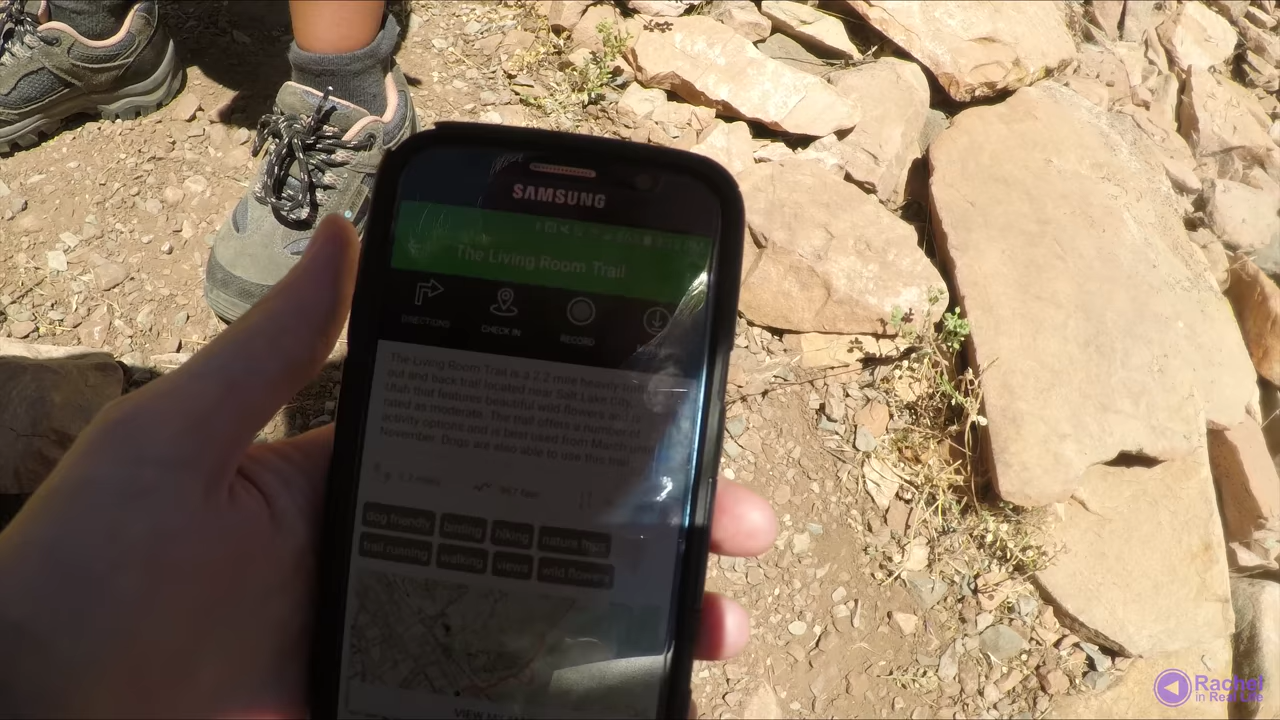 SAMSUNG
The Living Room Trail
DIRECTIONS
CHECK IN
RECORD
The Living Room Trail is a 2.2 mile heavily
out and back trail located near Salt Lake City,
Utah that features beautiful wild flowers and is
rated as moderate. The trail offers a number of
activity options and is best used from March until
November. Dogs are also able to use this trail
dog friendly birding hiking nature trips
trail running walking views wild flowers
Rachel
in Real Life